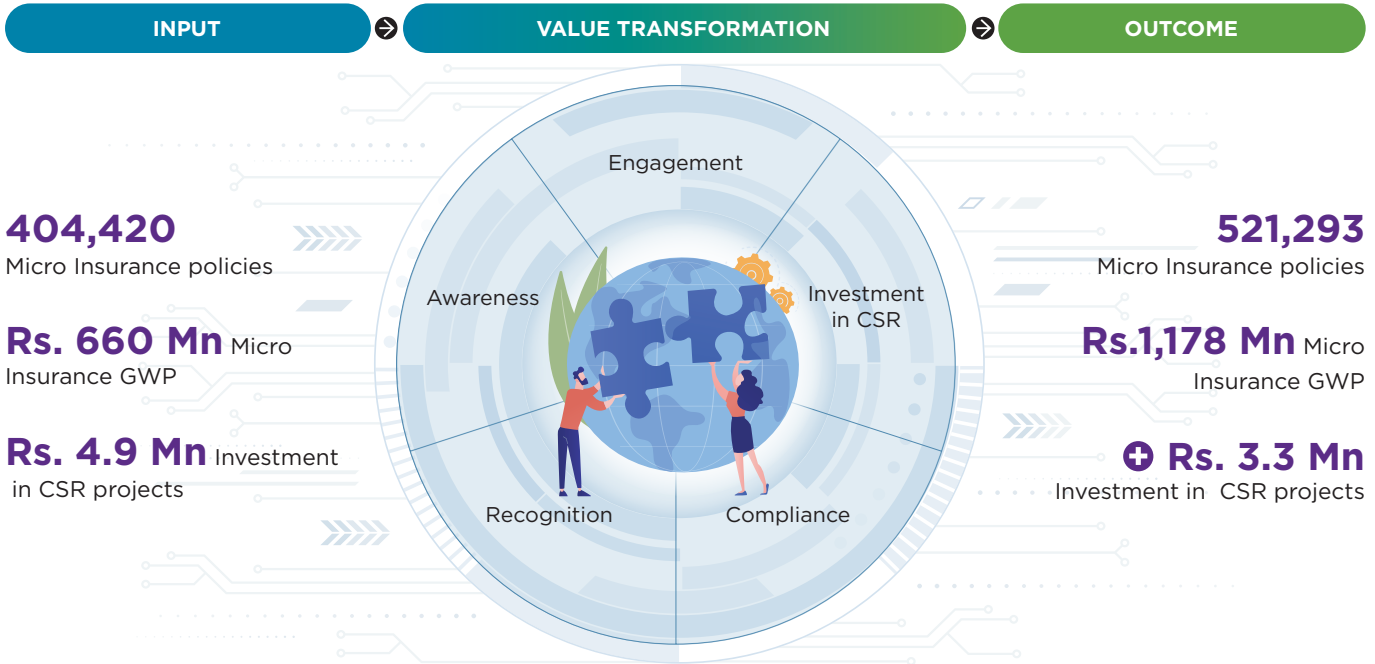 INPUT
VALUE TRANSFORMATION
OUTCOME
404,420
Micro Insurance policies
Rs. 660 Mn Micro
Insurance GWP
Rs. 4.9 Mn Investment
in CSR projects
Engagement
Awareness
Investment
in CSR
Recognition
Compliance
521,293
Micro Insurance policies
Rs.1,178 Mn Micro
Insurance GWP
+ Rs. 3.3 Mn
Investment in CSR projects